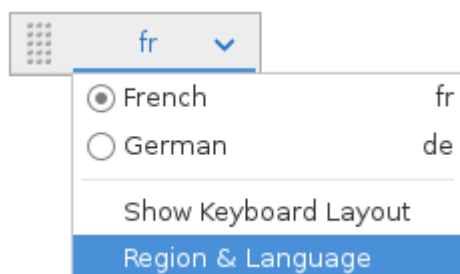 fr
French fr
German de
Show Keyboard Layout
Region & Language